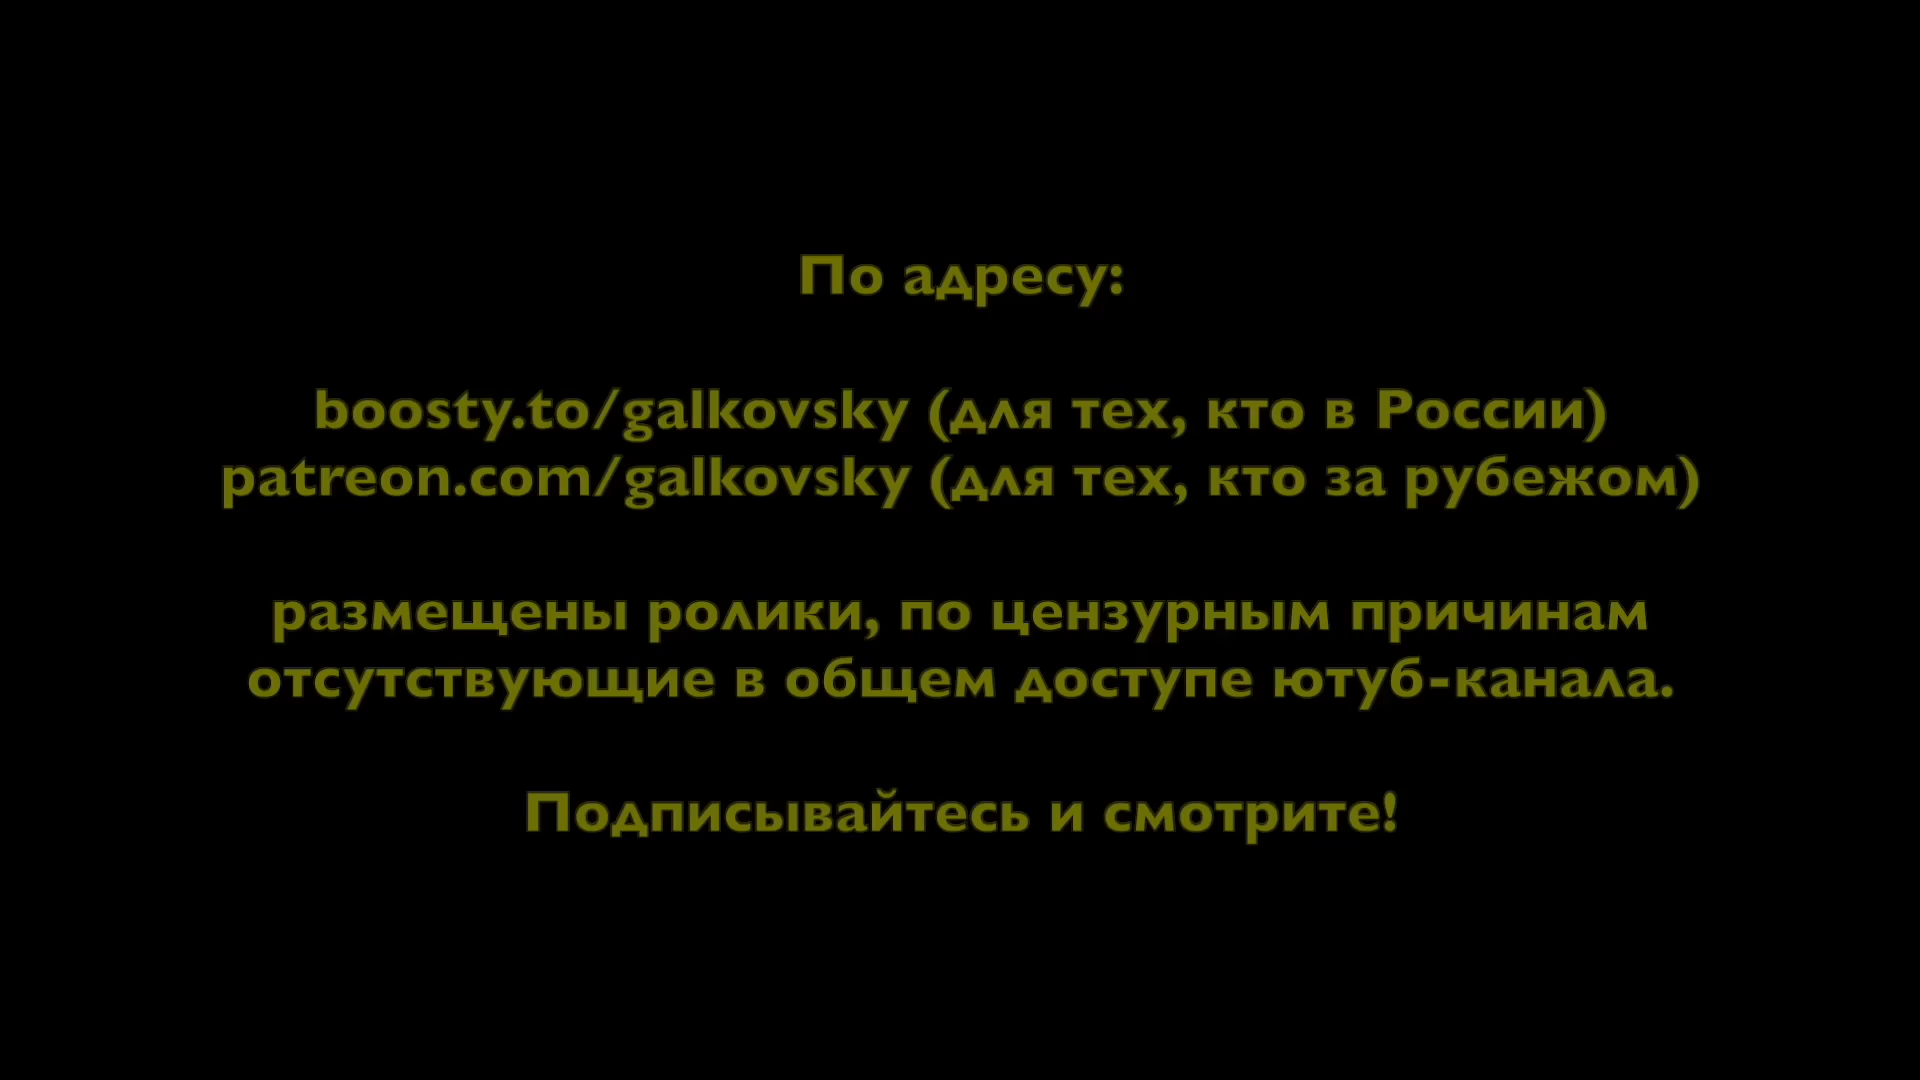 По адресу:
boosty.to/galkovsky (для тех, кто в России)
patreon.com/galkovsky (для тех, кто за рубежом)
размещены ролики, по цензурным причинам
отсутствующие в общем доступе ютуб-канала.
Подписывайтесь и смотрите!